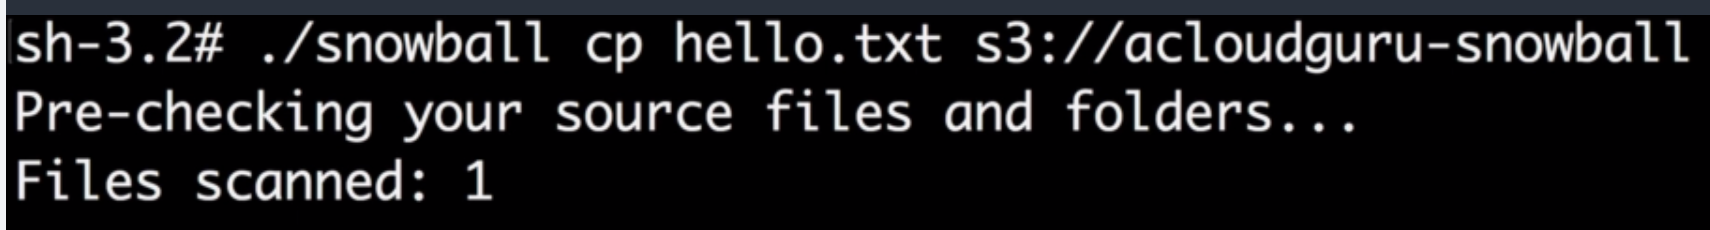 sh-3.2# ./snowball cp hello.txt s3://acloudguru-snowball
Pre-checking your source files and folders...
Files scanned: 1